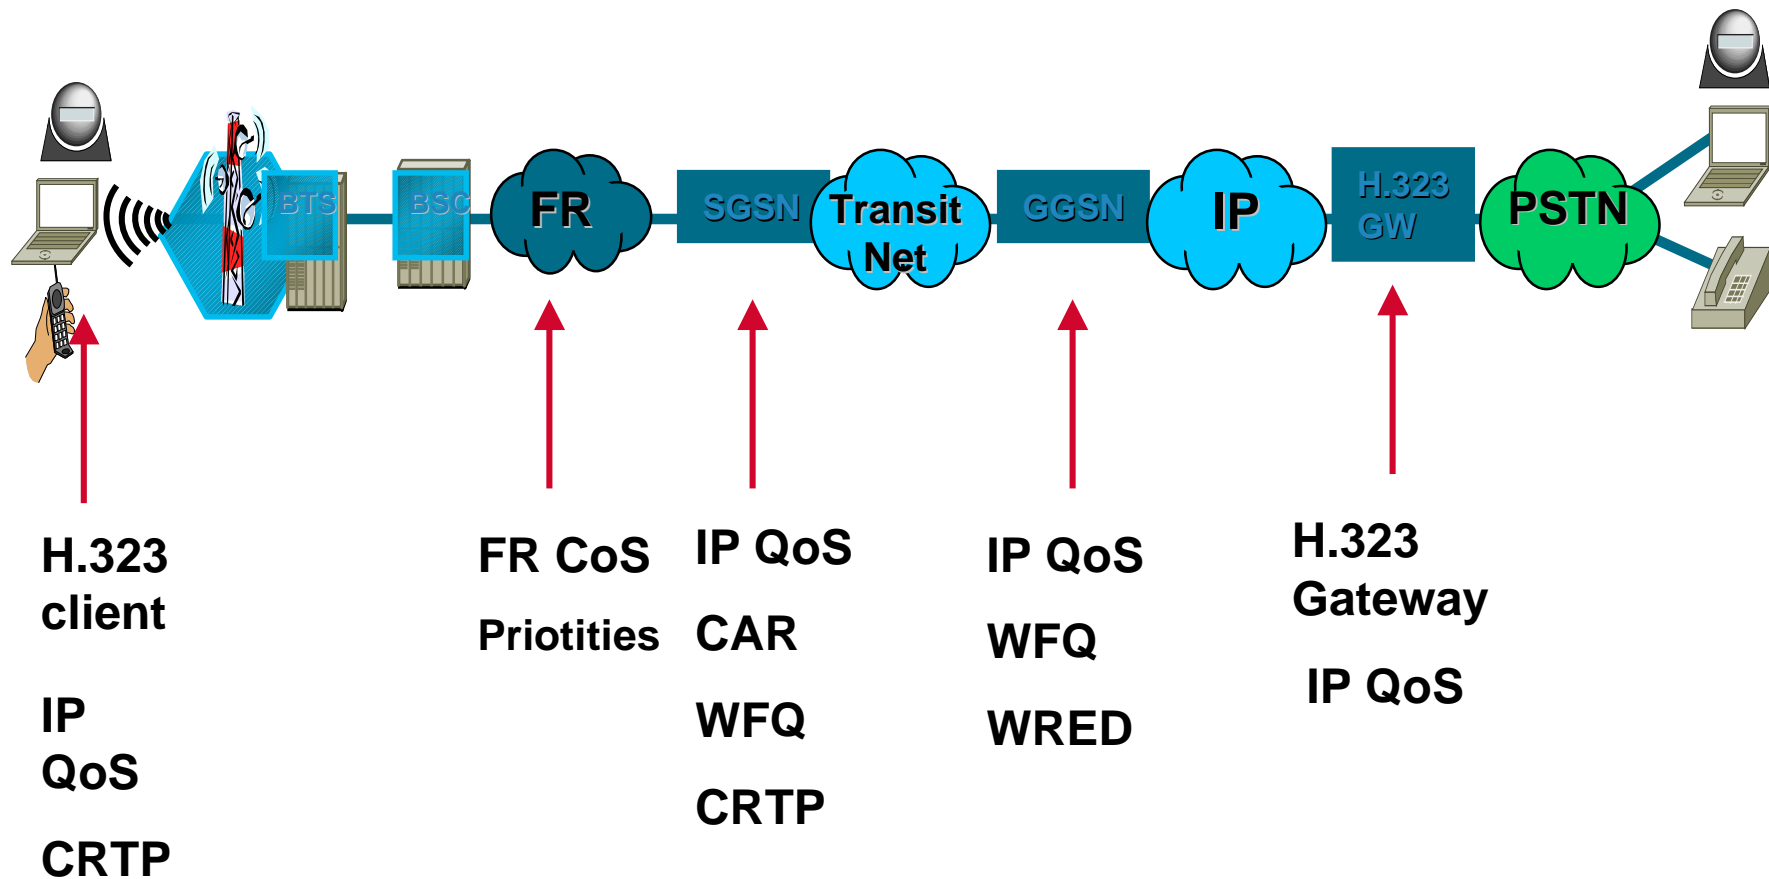 BTS
BSC
FR
SGSN
Transit
Net
GGSN
IP
H.323
GW
PSTN
H.323
client
IP
QoS
CRTP
FR CoS
Priotities
IP QoS
CAR
WFQ
CRTP
IP QoS
WFQ
WRED
H.323
Gateway
IP QoS